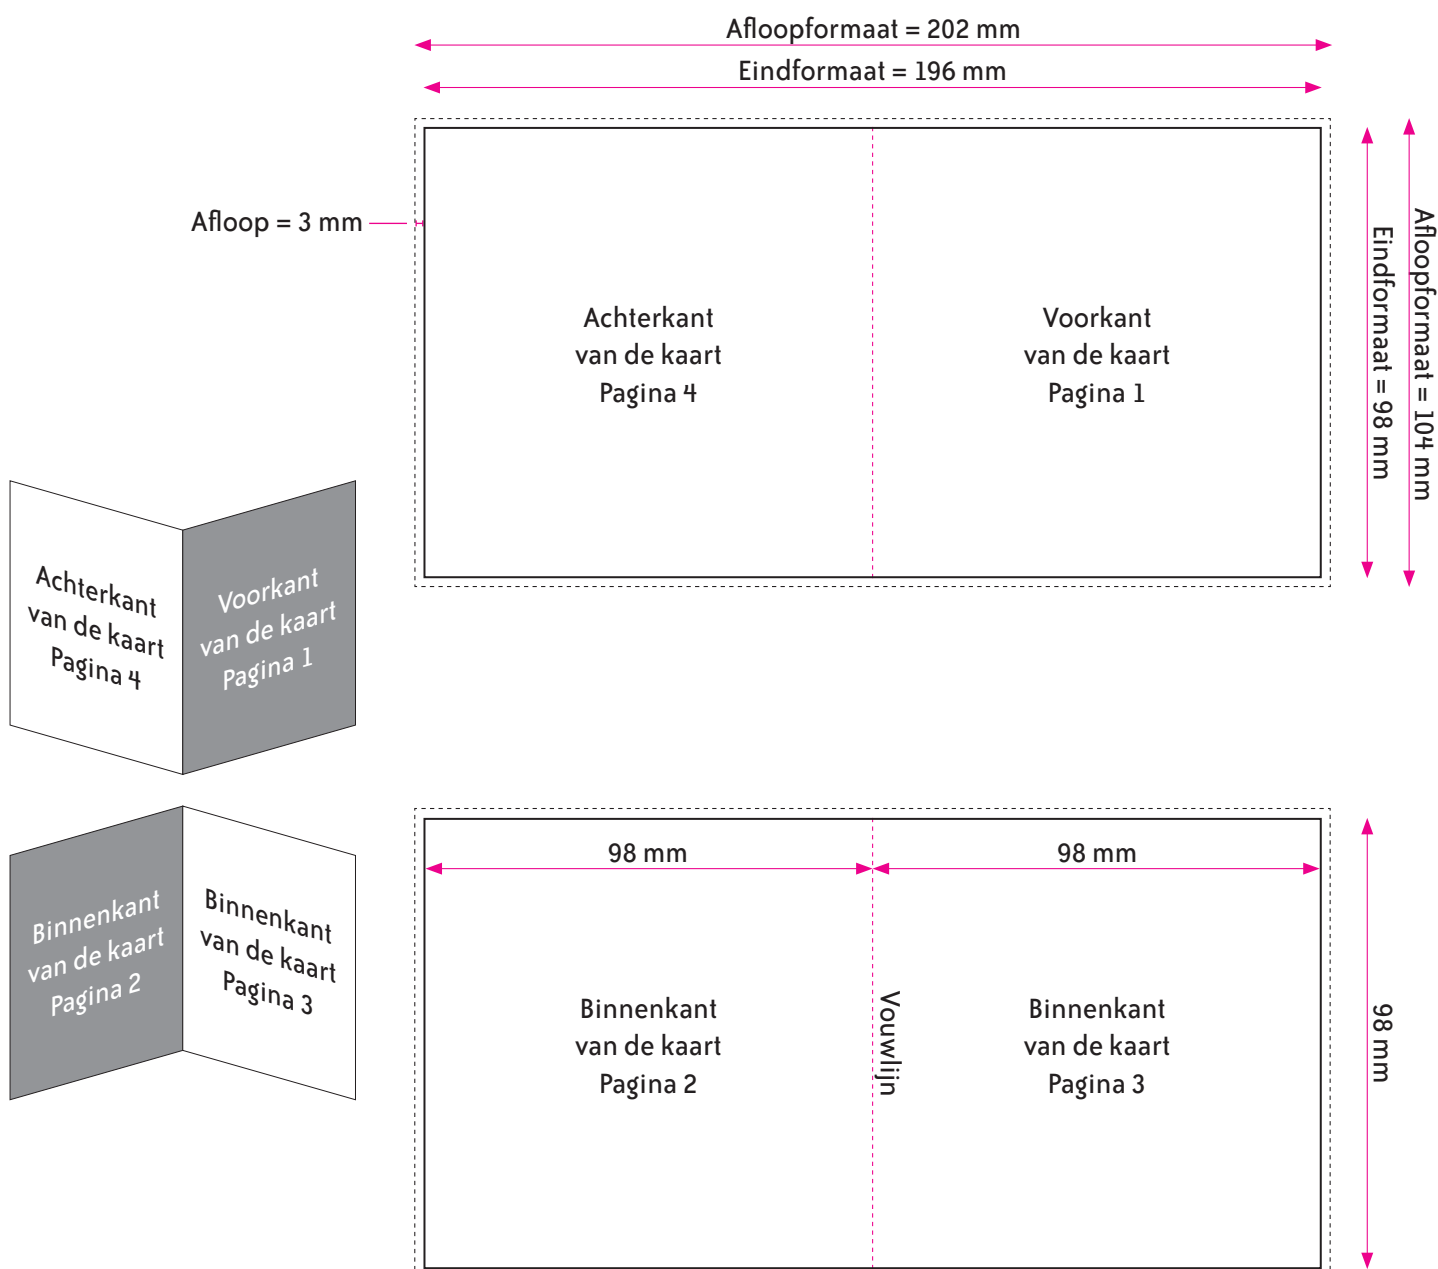 Afloopformaat = 202 mm
Eindformaat = 196 mm
Afloop = 3 mm
Achterkant
van de kaart
Pagina 4
Voorkant
van de kaart
Pagina 1
Eindformaat = 98 mm
Afloopformaat = 104 mm
Achterkant
van de kaart
Pagina 4
Voorkant
van de kaart
Pagina 1
Binnenkant
van de kaart
Pagina 2
Binnenkant
van de kaart
Pagina 3
98 mm
98 mm
Binnenkant
van de kaart
Pagina 2
Vouwlijn
Binnenkant
van de kaart
Pagina 3
98 mm